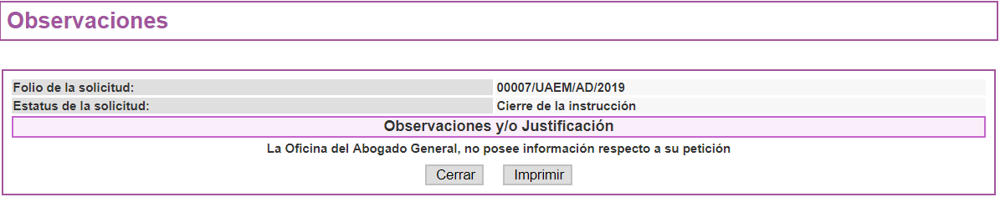 Observaciones
Folio de la solicitud: 00007/UAEM/AD/2019
Estatus de la solicitud: Cierre de la instrucción
Observaciones y/o Justificación
La Oficina del Abogado General, no posee información respecto a su petición
Cerrar Imprimir